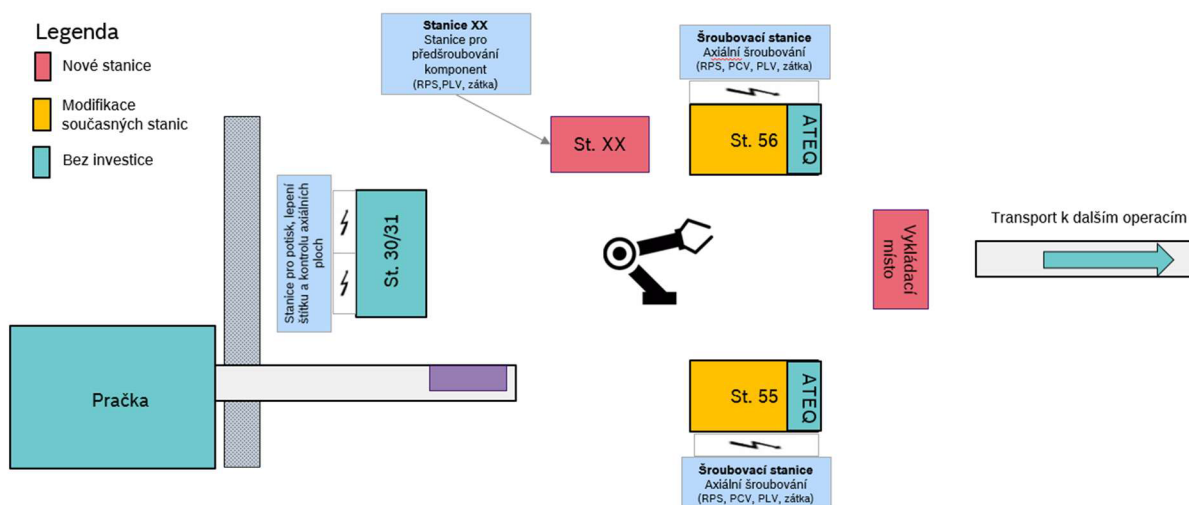 Legenda
Nové stanice
Modifikace
současných stanic
Bez investice
Stanice XX
Stanice pro
předšroubování
komponent
(RPS,PLV, zátka)
Šroubovací stanice
Axiální šroubování
(RPS, PCV, PLV, zátka)
St. XX
St. 56
ATEQ
Stanice pro potisk, lepení
štítku a kontrolu axiálních
ploch
St. 30/31
Vykládací
místo
Transport k dalším operacím
Pračka
St. 55
ATEQ
Šroubovací stanice
Axiální šroubování
(RPS, PCV, PLV, zátka)